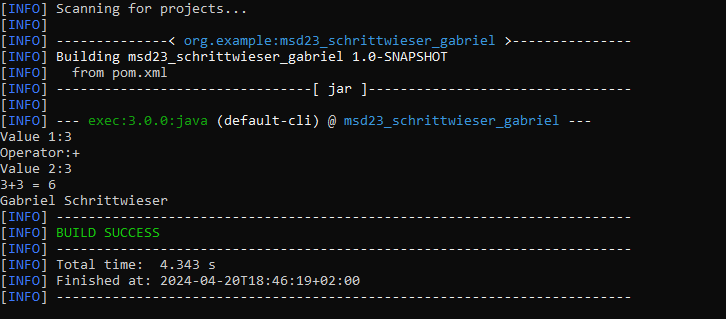 [INFO] Scanning for projects...
[INFO]
[INFO] --------------< org.example:msd23_schrittwieser_gabriel >---------------
[INFO] Building msd23_schrittwieser_gabriel 1.0-SNAPSHOT
[INFO]   from pom.xml
[INFO] --------------------------------[ jar ]---------------------------------
[INFO]
[INFO] --- exec:3.0.0:java (default-cli) @ msd23_schrittwieser_gabriel ---
Value 1:3
Operator:+
Value 2:3
3+3 = 6
Gabriel Schrittwieser
[INFO] ------------------------------------------------------------------------
[INFO] BUILD SUCCESS
[INFO] ------------------------------------------------------------------------
[INFO] Total time:  4.343 s
[INFO] Finished at: 2024-04-20T18:46:19+02:00
[INFO] ------------------------------------------------------------------------